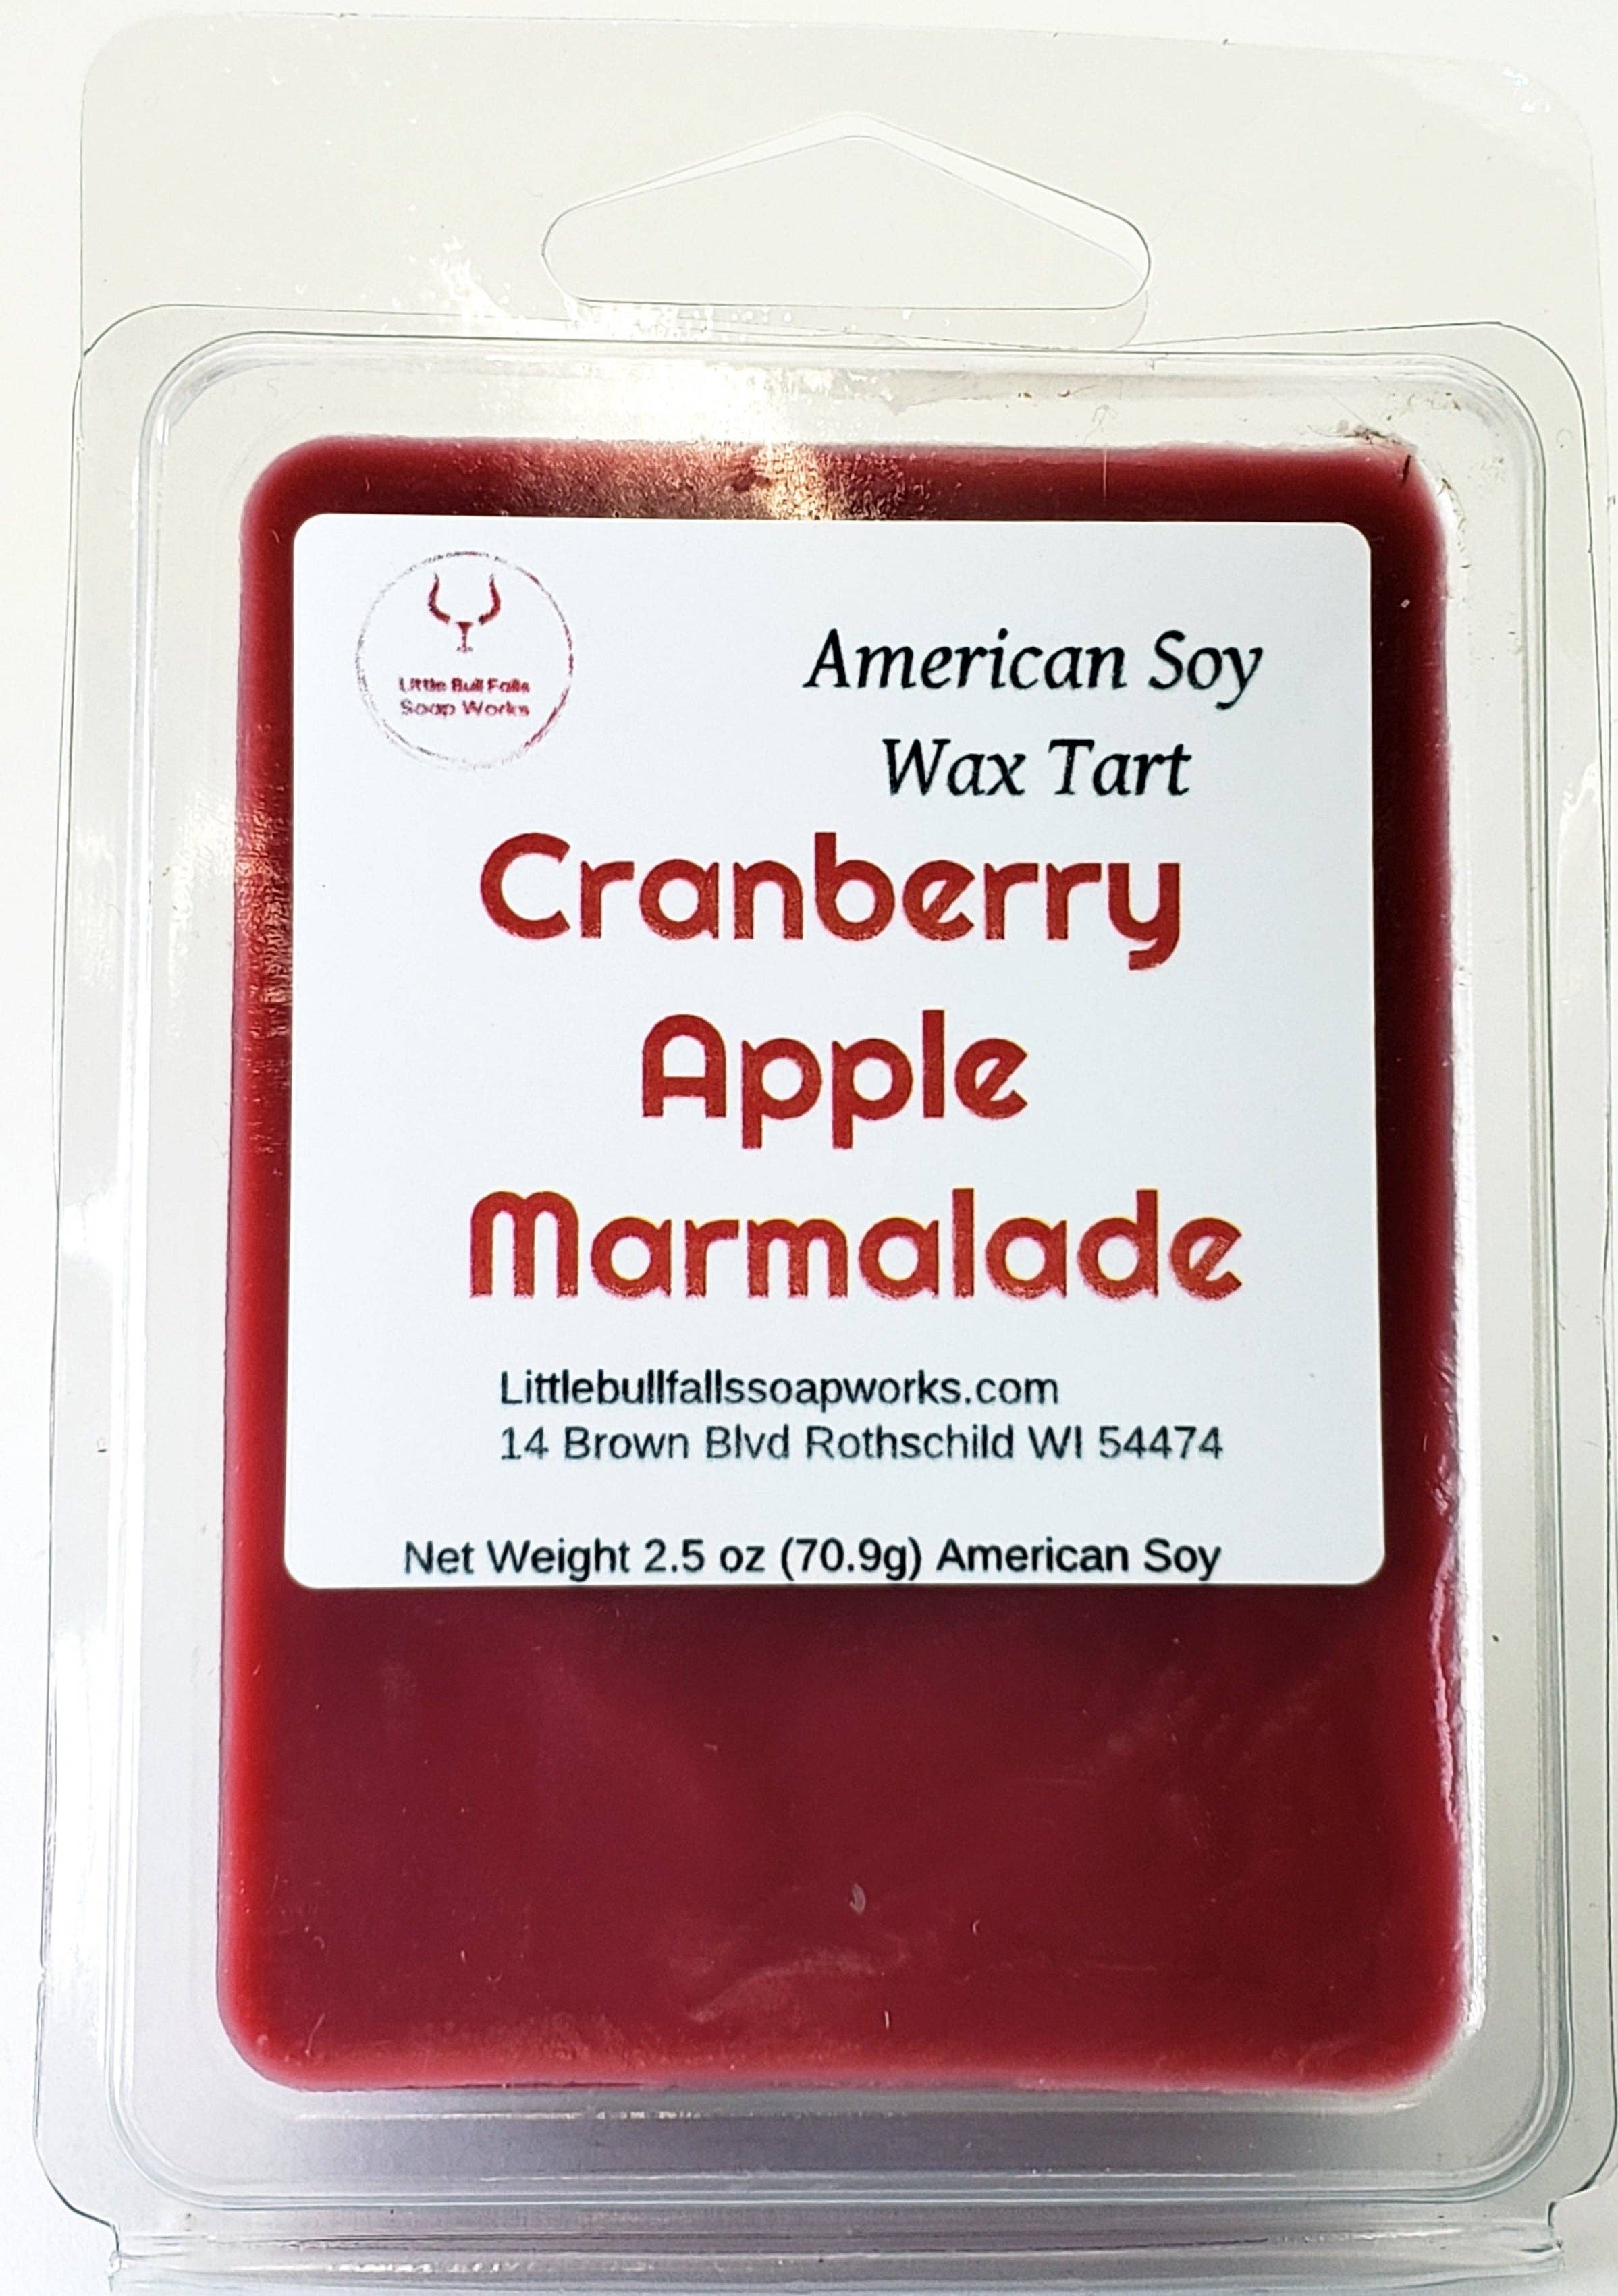 Little Bull Falls
Soap Works
American Soy
Wax Tart
Cranberry
Apple
Marmalade
Littlebullfallssoapworks.com
14 Brown Blvd Rothschild WI 54474
Net Weight 2.5 oz (70.9g) American Soy